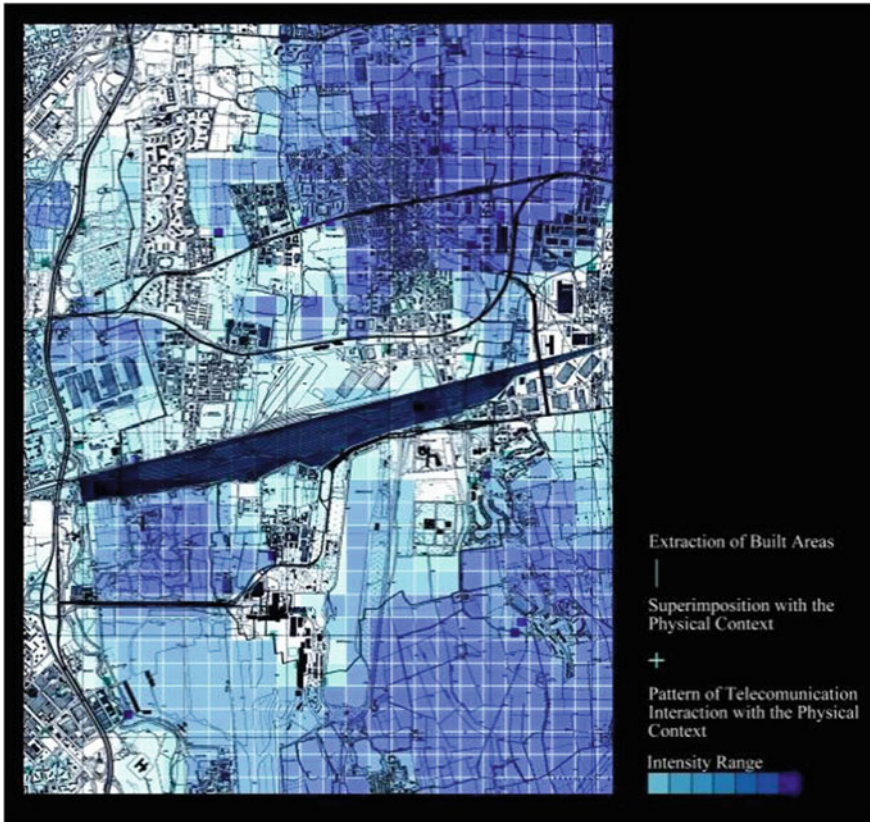 Extraction of Built Areas
Superimposition with the
Physical Context
Pattern of Telecomunication
Interaction with the Physical
Context
Intensity Range
H